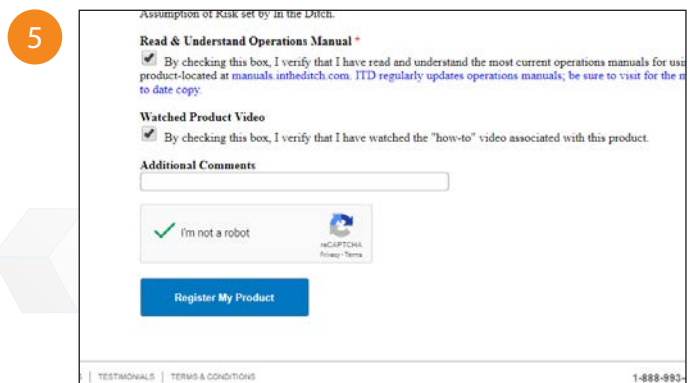 5
Assumption of Risk set by In the Ditch.
Read & Understand Operations Manual *
By checking this box, I verify that I have read and understand the most current operations manuals for
product-located at manuals.intheditch.com. ITD regularly updates operations manuals; be sure to visit for the
to date copy.
Watched Product Video
By checking this box, I verify that I have watched the "how-to" video associated with this product.
Additional Comments
I'm not a robot
reCAPTCHA
Privacy - Terms
Register My Product
| TESTIMONIALS | TERMS & CONDITIONS 1-888-993-